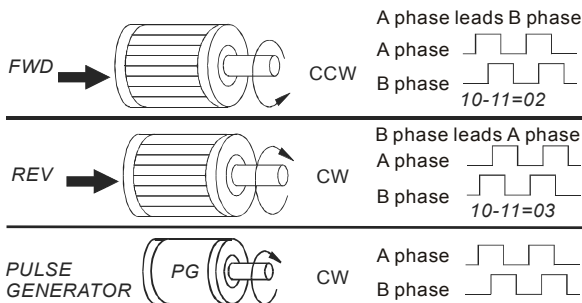 A phase leads B phase
FWD
CCW
A phase
B phase
10-11=02
B phase leads A phase
REV
CW
A phase
B phase
10-11=03
PULSE
GENERATOR
PG
CW
A phase
B phase